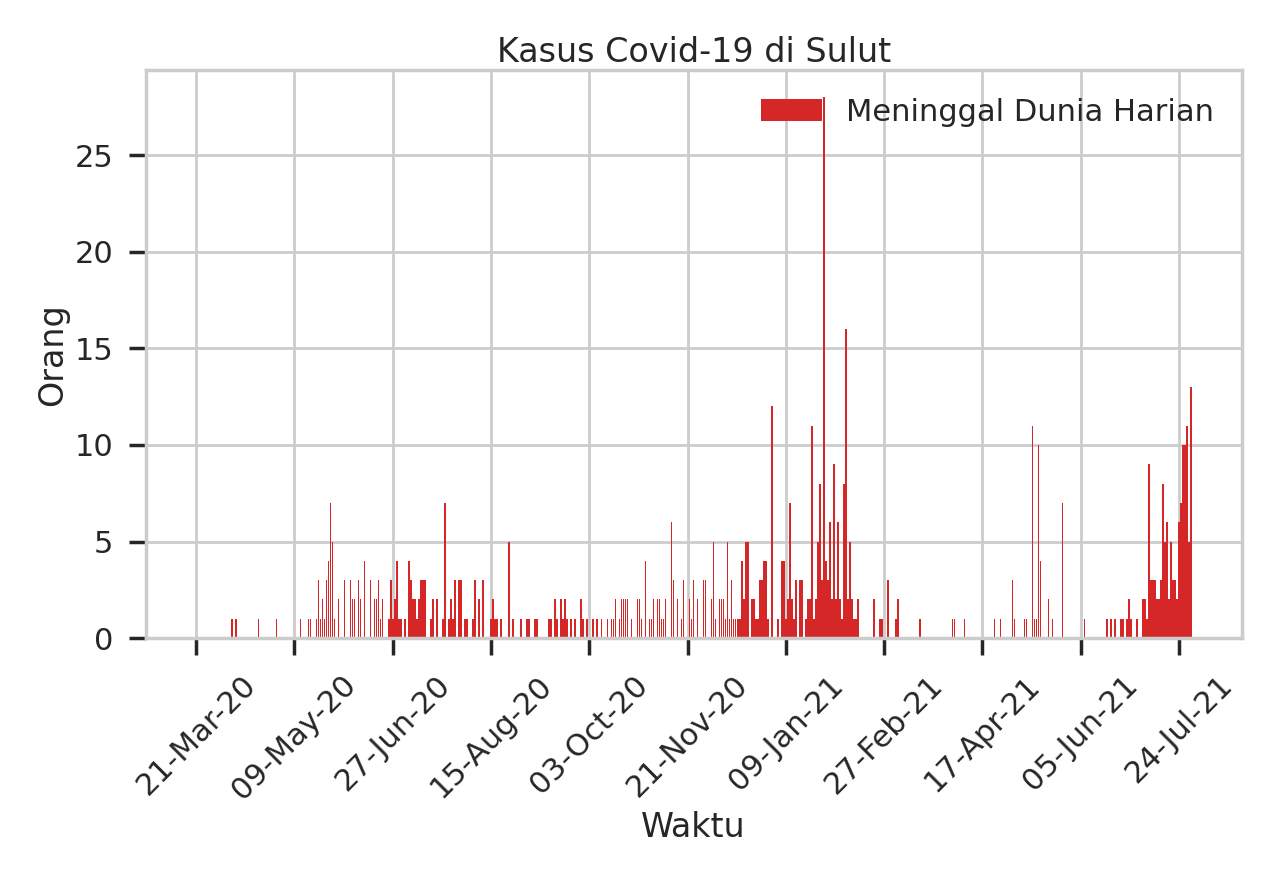 Kasus Covid-19 di Sulut
Meninggal Dunia Harian
Orang
25
20
15
10
5
0
21-Mar-20
09-May-20
27-Jun-20
15-Aug-20
03-Oct-20
21-Nov-20
09-Jan-21
27-Feb-21
17-Apr-21
05-Jun-21
24-Jul-21
Waktu